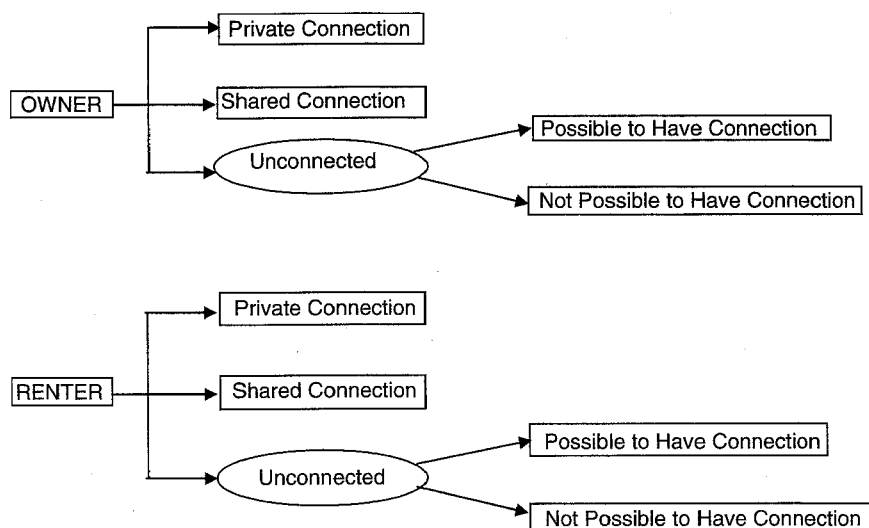 Private Connection
OWNER
Shared Connection
Unconnected
Possible to Have Connection
Not Possible to Have Connection
Private Connection
RENTER
Shared Connection
Unconnected
Possible to Have Connection
Not Possible to Have Connection